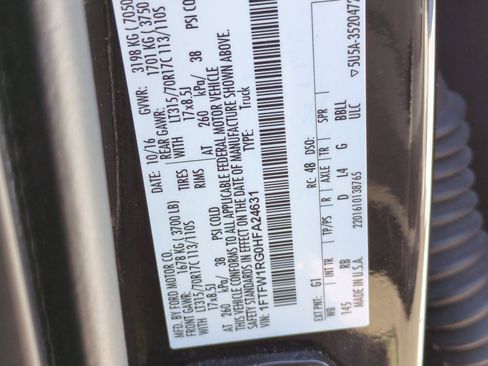 MFD. BY FORD MOTOR CO.
DATE: 10/16 GVWR: 3198 KG ( 7050
FRONT GAWR: 1678 KG ( 3700 LB) REAR GAWR: 1701 KG ( 3750
WITH LT315/70R17C 113/110S TIRES WITH LT315/70R17C 113/110S
17x8.5J RIMS 17x8.5J
AT 260 kPa/ 38 PSI COLD AT 260 kPa/ 38 PSI COLD
THIS VEHICLE CONFORMS TO ALL APPLICABLE FEDERAL MOTOR VEHICLE
SAFETY STANDARDS IN EFFECT ON THE DATE OF MANUFACTURE SHOWN ABOVE.
VIN: 1FTFW1RG0HFA24631 TYPE: Truck
EXT PNT: G1 RC: 48 DSO:
WB INT TR TP/PS R AXLE TR SPR
145 RB D L4 G BBLL
MADE IN U.S.A. 2201610138765 ULC
5U5A-3520472